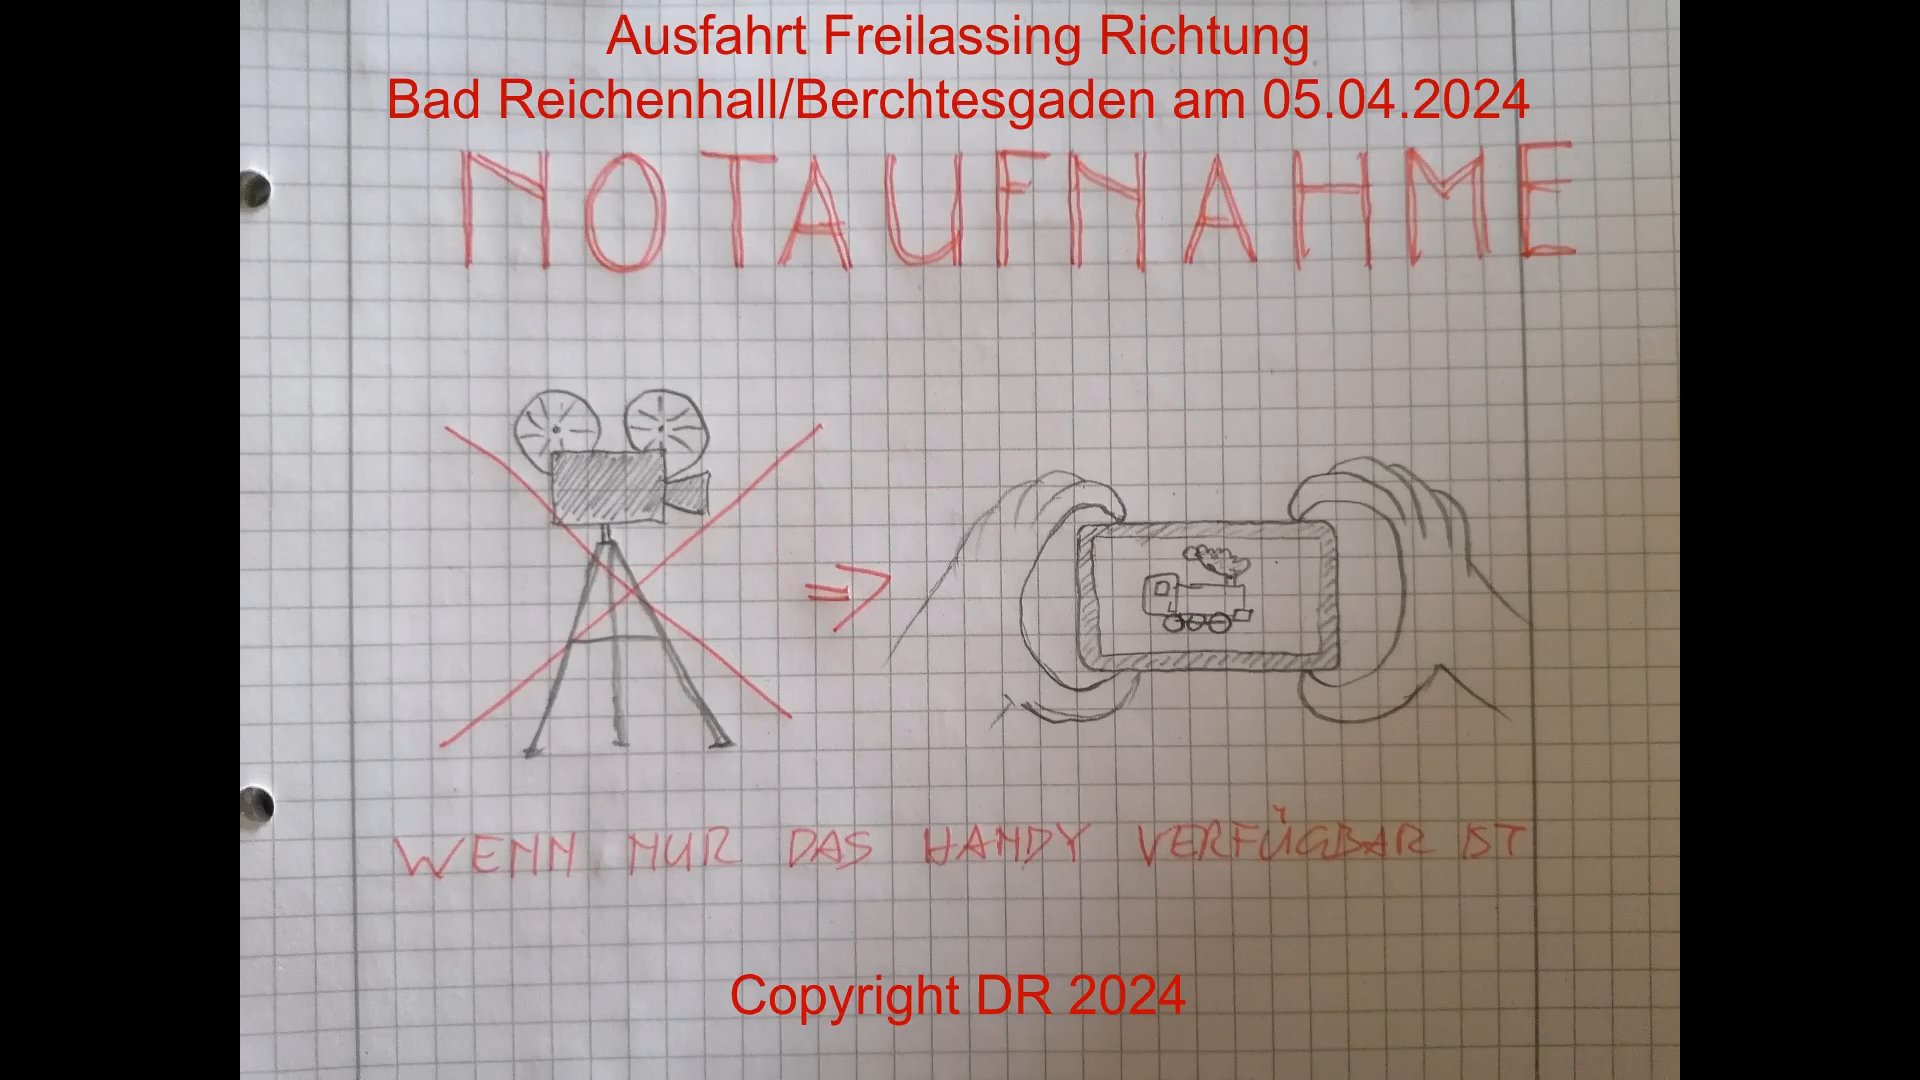 Ausfahrt Freilassing Richtung
Bad Reichenhall/Berchtesgaden am 05.04.2024
NOTAUFNAHME
=>
WENN NUR DAS HANDY VERFÜGBAR IST
Copyright DR 2024